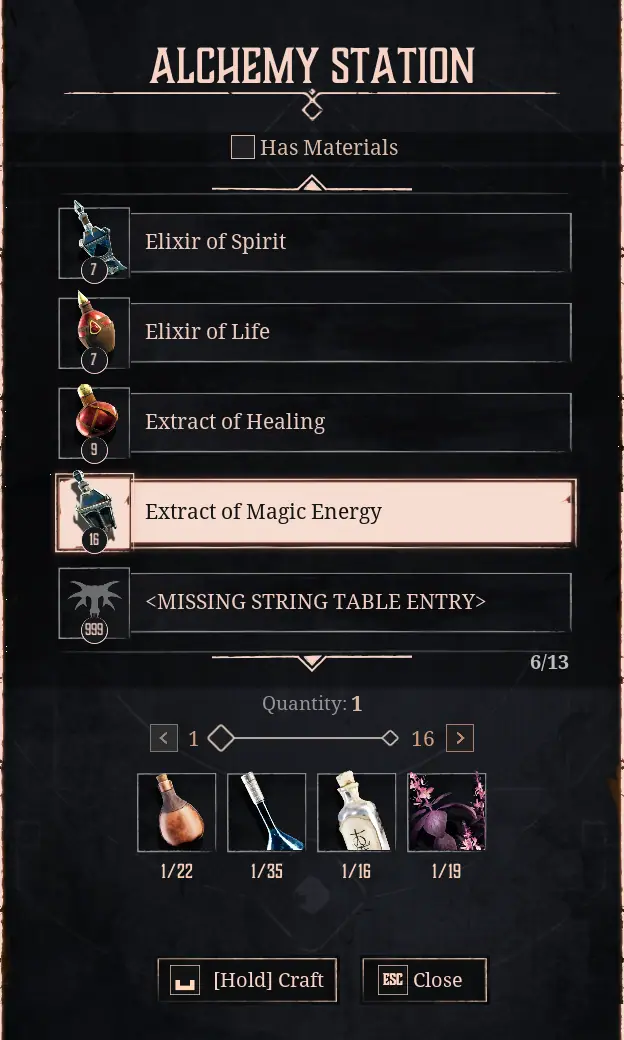 ALCHEMY STATION
Has Materials
7
Elixir of Spirit
7
Elixir of Life
9
Extract of Healing
16
Extract of Magic Energy
999
<MISSING STRING TABLE ENTRY>
6/13
Quantity: 1
< 1 16 >
1/22 1/35 1/16 1/19
[Hold] Craft ESC Close